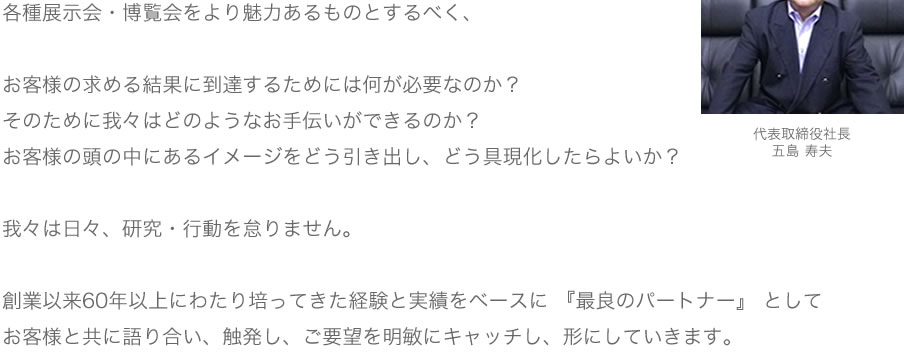 各種展示会・博覧会をより魅力あるものとするべく、
お客様の求める結果に到達するためには何が必要なのか？
そのために我々はどのようなお手伝いができるのか？
お客様の頭の中にあるイメージをどう引き出し、どう具現化したらよいか？
代表取締役社長
五島 寿夫
我々は日々、研究・行動を怠りません。
創業以来60年以上にわたり培ってきた経験と実績をベースに 『最良のパートナー』 として
お客様と共に語り合い、触発し、ご要望を明敏にキャッチし、形にしていきます。